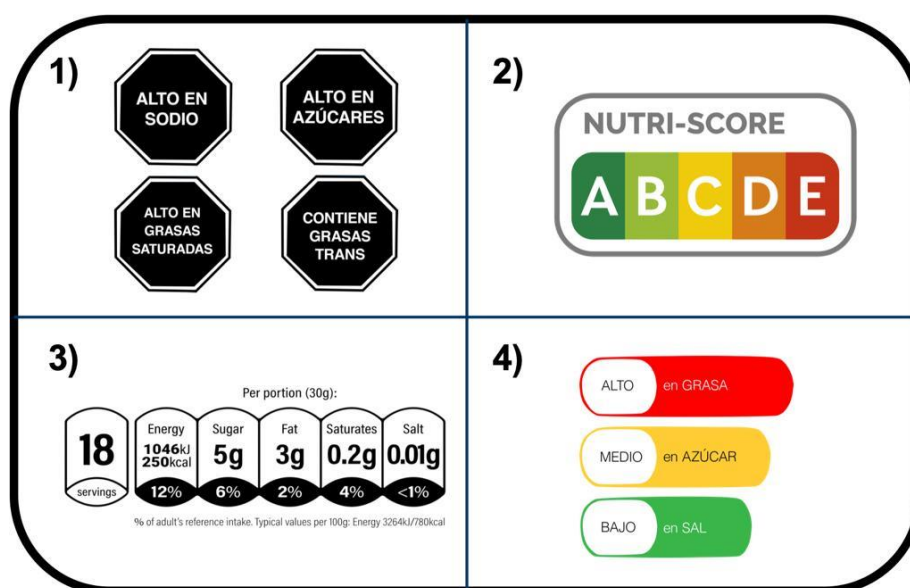 1)
ALTO EN
SODIO
ALTO EN
AZÚCARES
ALTO EN
GRASAS
SATURADAS
CONTIENE
GRASAS
TRANS
2)
NUTRI-SCORE
A B C D E
3)
Per portion (30g):
18
servings
Energy
1046kJ
250kcal
12%
Sugar
5g
6%
Fat
3g
2%
Saturates
0.2g
4%
Salt
0.01g
<1%
% of adult's reference intake. Typical values per 100g: Energy 3264kJ/780kcal
4)
ALTO en GRASA
MEDIO en AZÚCAR
BAJO en SAL